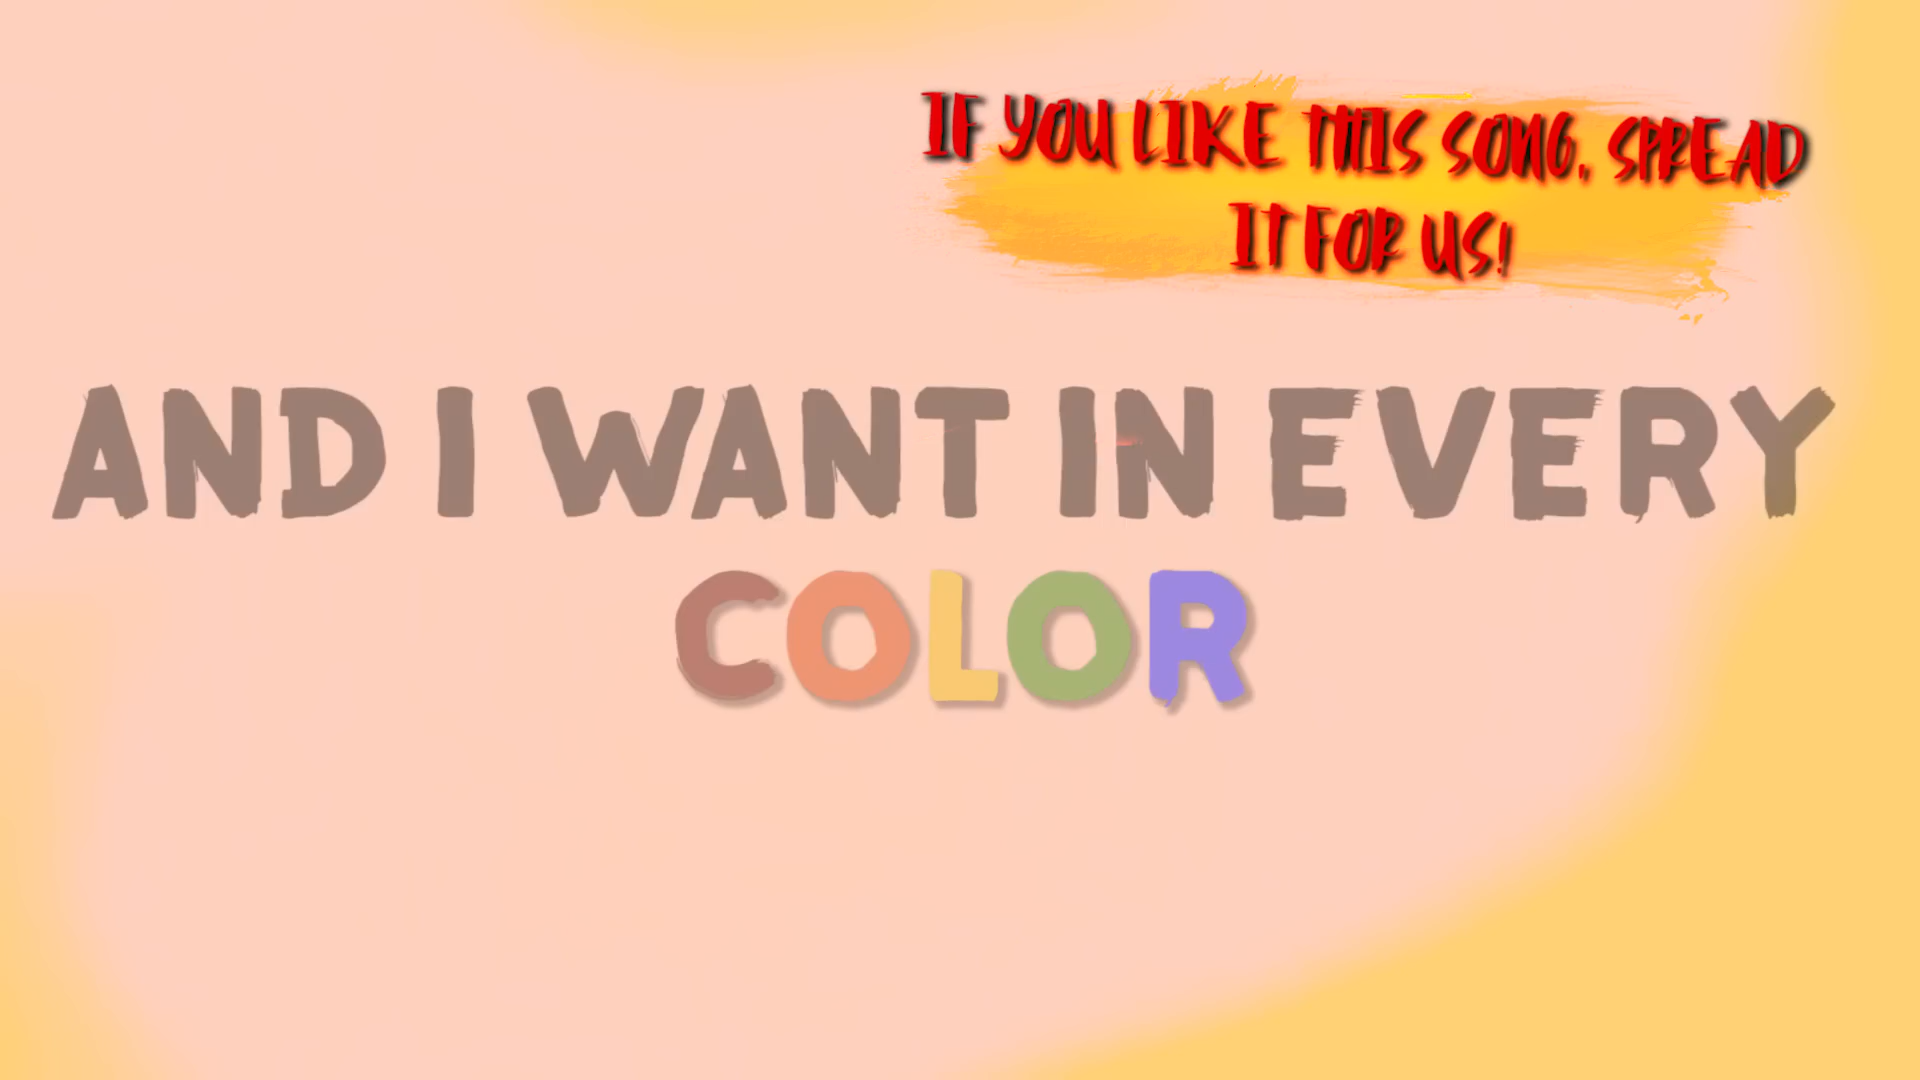 IF YOU LIKE THIS SONG, SPREAD
IT FOR US!
AND I WANT IN EVERY
COLOR